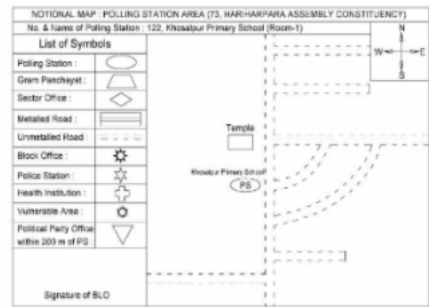 NOTIONAL MAP : POLLING STATION AREA (73, HARIHARPARA ASSEMBLY CONSTITUENCY)
No. & Name of Polling Station : 122, Khosalpur Primary School (Room-1)
List of Symbols
Polling Station :
Gram Panchayat :
Sector Office :
Metalled Road :
Unmetalled Road :
Block Office :
Police Station :
Health Institution :
Vulnerable Area :
Political Party Office
within 200 m of PS :
Signature of BLO
N
W
E
S
Temple
Khosalpur Primary School
PS